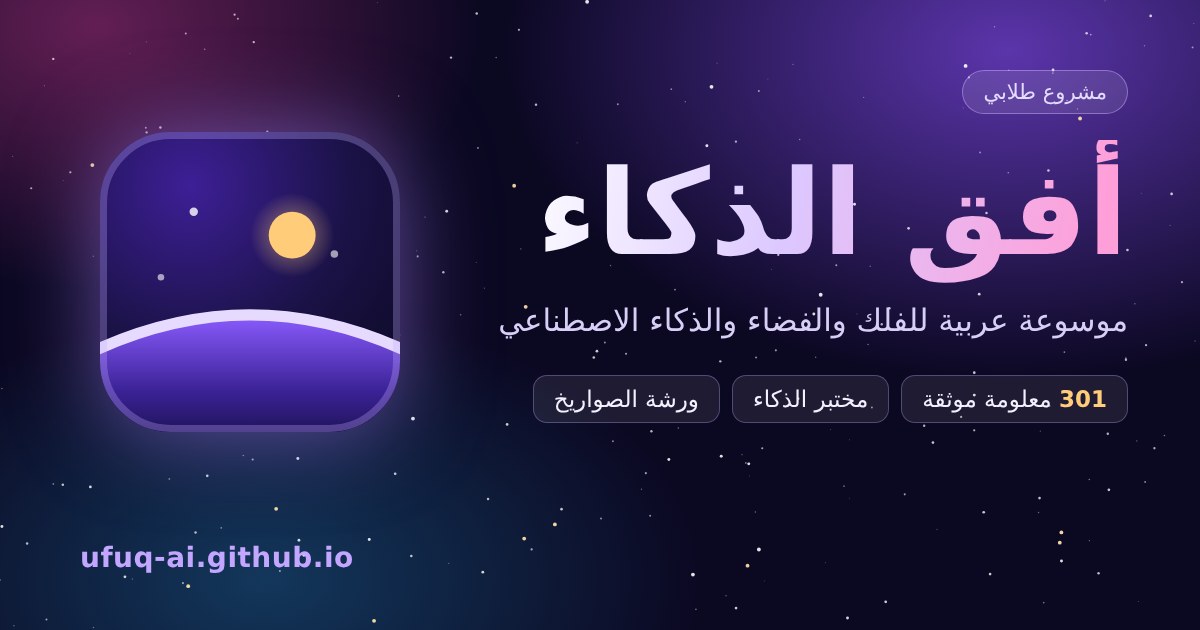 مشروع طلابي
أفق الذكاء
موسوعة عربية للفلك والفضاء والذكاء الاصطناعي
301 معلومة موثقة
مختبر الذكاء
ورشة الصواريخ
ufuq-ai.github.io